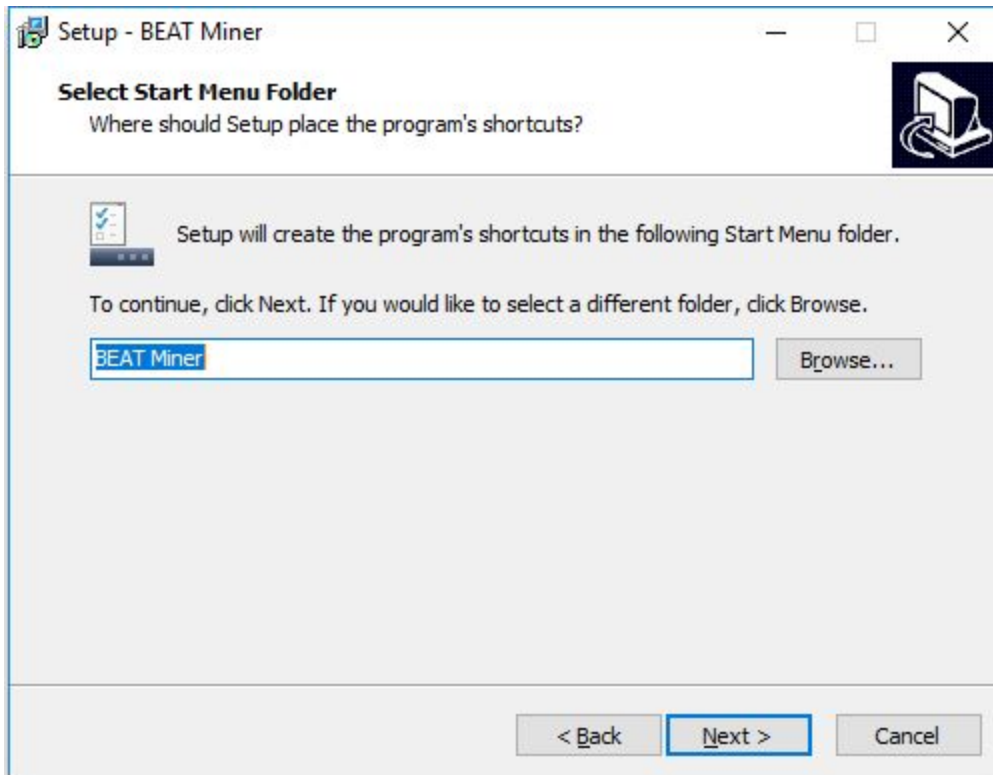 Setup - BEAT Miner
Select Start Menu Folder
Where should Setup place the program's shortcuts?
Setup will create the program's shortcuts in the following Start Menu folder.
To continue, click Next. If you would like to select a different folder, click Browse.
BEAT Miner
Browse...
< Back
Next >
Cancel